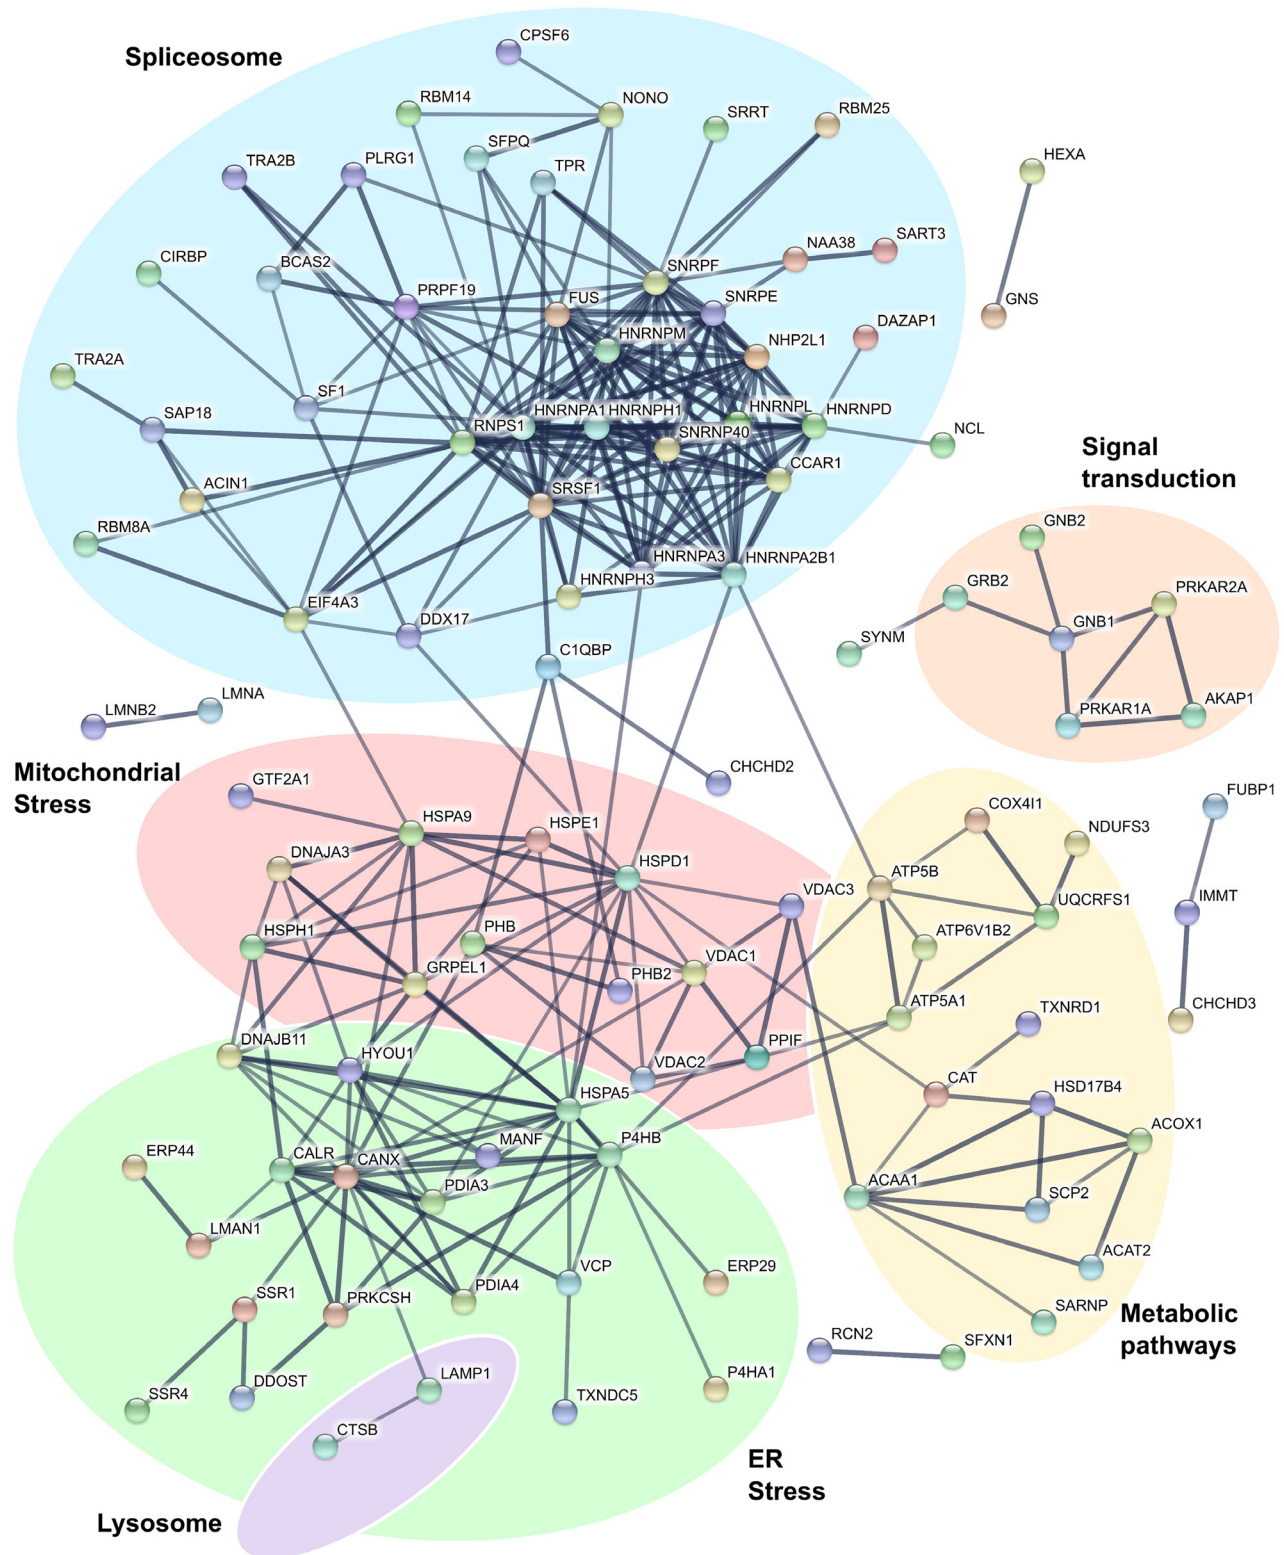 Spliceosome
CPSF6
RBM14
NONO
SRRT
RBM25
SFPQ
TRA2B
PLRG1
TPR
HEXA
CIRBP
BCAS2
NAA38
SART3
SNRPF
PRPF19
FUS
SNRPE
GNS
HNRNPM
NHP2L1
DAZAP1
TRA2A
SAP18
SF1
RNPS1
HNRNPA1
HNRNPH1
HNRNPL
HNRNPD
SNRNP40
NCL
CCAR1
ACIN1
SRSF1
RBM8A
HNRNPA3
HNRNPA2B1
HNRNPH3
EIF4A3
DDX17
C1QBP
Signal
transduction
GNB2
GRB2
PRKAR2A
GNB1
SYNM
PRKAR1A
AKAP1
LMNA
LMNB2
Mitochondrial
Stress
GTF2A1
CHCHD2
HSPA9
HSPE1
DNAJA3
HSPD1
VDAC3
HSPH1
PHB
GRPEL1
VDAC1
PHB2
DNAJB11
HYOU1
VDAC2
PPIF
COX4I1
NDUFS3
ATP5B
UQCRFS1
ATP6V1B2
ATP5A1
TXNRD1
CAT
HSD17B4
ACOX1
ACAA1
SCP2
ACAT2
SARNP
Metabolic
pathways
FUBP1
IMMT
CHCHD3
HSPA5
P4HB
MANF
ERP44
CALR
CANX
PDIA3
LMAN1
VCP
ERP29
SSR1
PRKCSH
PDIA4
RCN2
SFXN1
SSR4
DDOST
LAMP1
TXNDC5
P4HA1
CTSB
ER
Stress
Lysosome